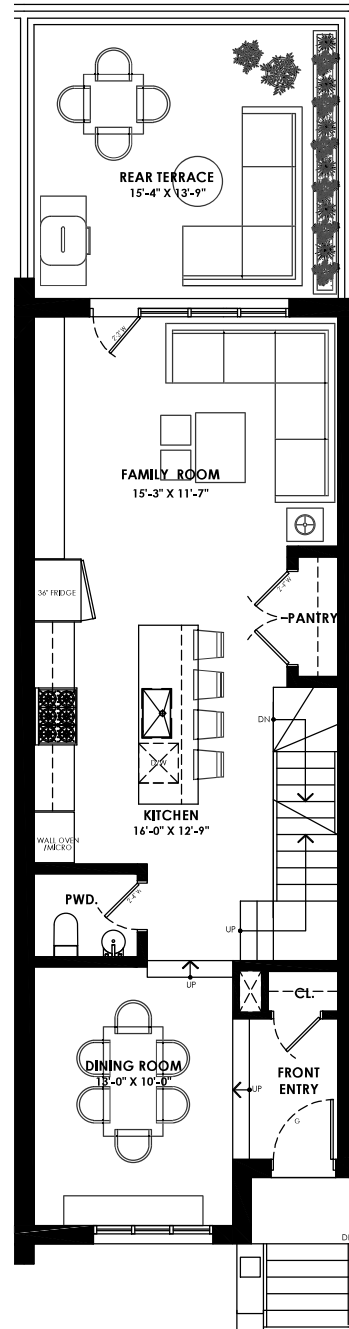 REAR TERRACE
15'-4" X 13'-9"
2'-3" W
FAMILY ROOM
15'-3" X 11'-7"
36" FRIDGE
2'-4" W
PANTRY
DN
D/W
KITCHEN
16'-0" X 12'-9"
WALL OVEN
/MICRO
PWD.
2'-4" W
UP
UP
CL.
DINING ROOM
13'-0" X 10'-0"
UP
FRONT
ENTRY
G